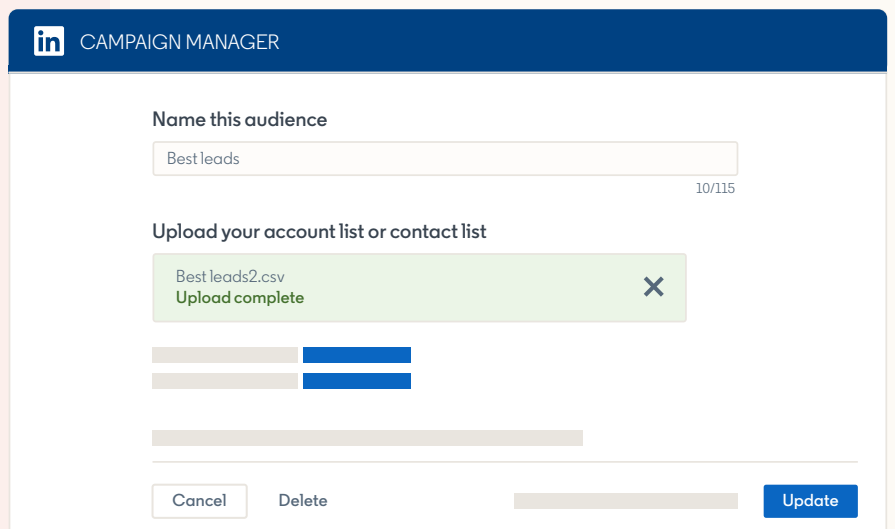 in CAMPAIGN MANAGER
Name this audience
Best leads
10/115
Upload your account list or contact list
Best leads2.csv
Upload complete
Cancel Delete Update